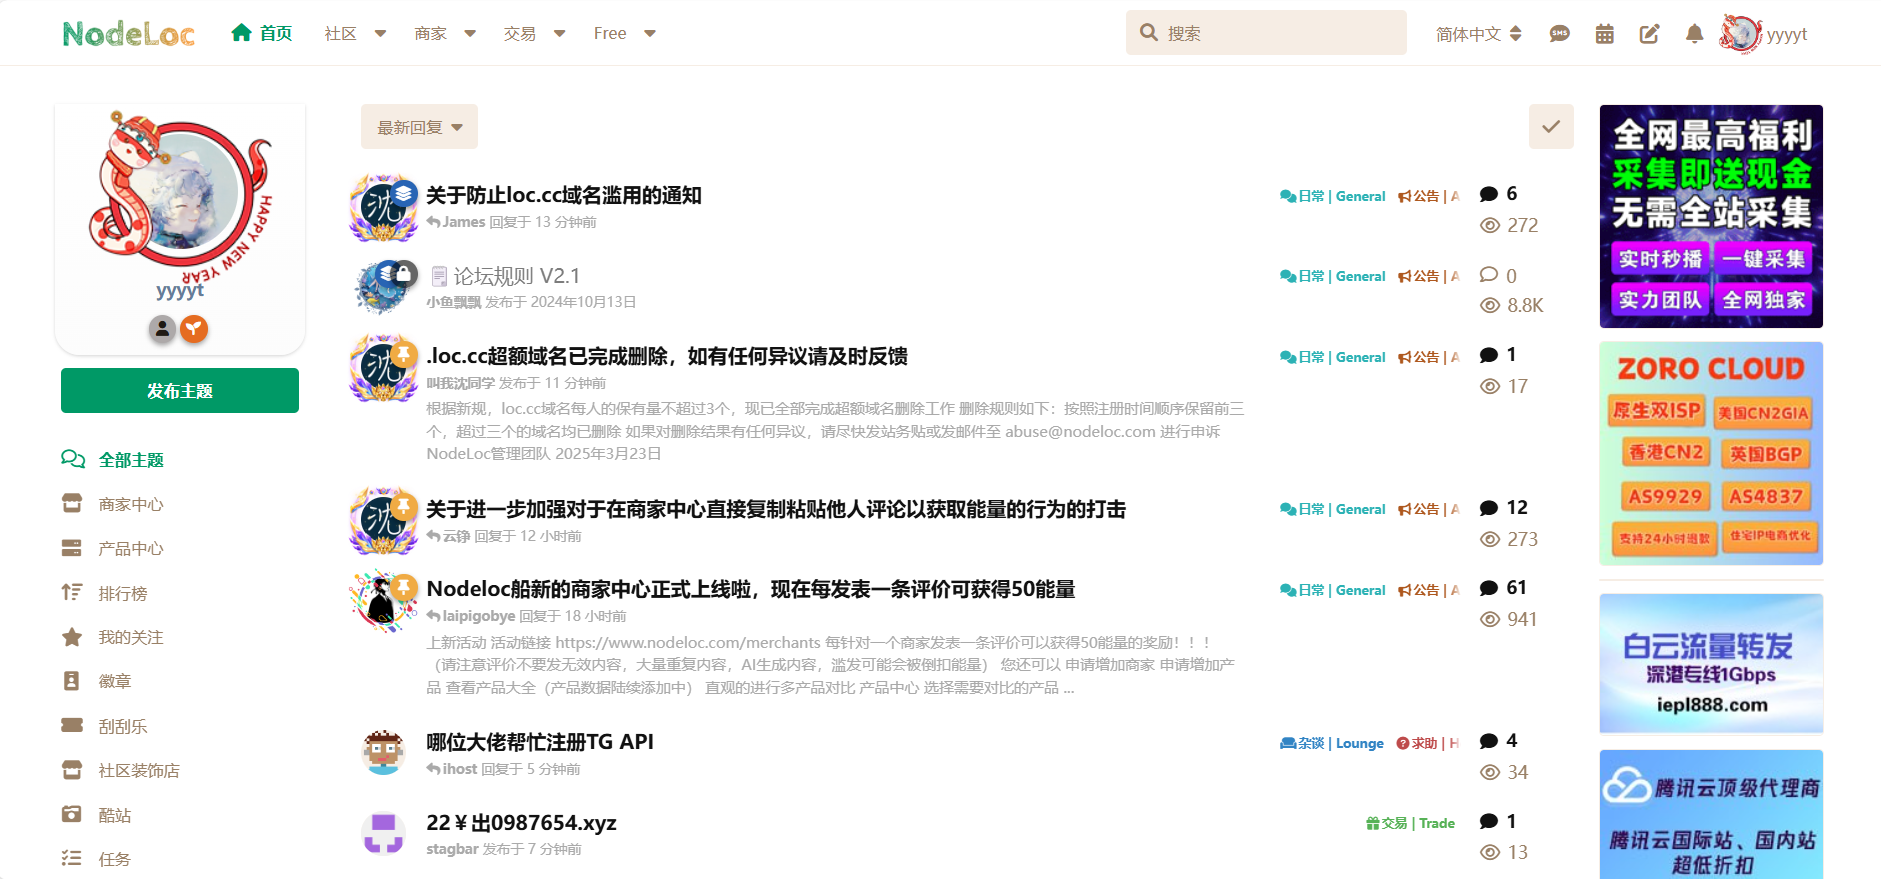 NodeLoc
首页
社区
商家
交易
Free
搜索
简体中文
SMS
yyyyt
HAPPY NEW YEAR
yyyyt
发布主题
全部主题
商家中心
产品中心
排行榜
我的关注
徽章
刮刮乐
社区装饰店
酷站
任务
最新回复
沈
关于防止loc.cc域名滥用的通知
James 回复于 13 分钟前
日常 | General 公告 | A
6
272
论坛规则 V2.1
小鱼飘飘 发布于 2024年10月13日
日常 | General 公告 | A
0
8.8K
沈
.loc.cc超额域名已完成删除，如有任何异议请及时反馈
叫我沈同学 发布于 11 分钟前
根据新规，loc.cc域名每人的保有量不超过3个，现已全部完成超额域名删除工作 删除规则如下：按照注册时间顺序保留前三
个，超过三个的域名均已删除 如果对删除结果有任何异议，请尽快发站务贴或发邮件至 abuse@nodeloc.com 进行申诉
NodeLoc管理团队 2025年3月23日
日常 | General 公告 | A
1
17
沈
关于进一步加强对于在商家中心直接复制粘贴他人评论以获取能量的行为的打击
云铮 回复于 12 小时前
日常 | General 公告 | A
12
273
Nodeloc船新的商家中心正式上线啦，现在每发表一条评价可获得50能量
laipigobye 回复于 18 小时前
上新活动 活动链接 https://www.nodeloc.com/merchants 每针对一个商家发表一条评价可以获得50能量的奖励！！！
（请注意评价不要发无效内容，大量重复内容，AI生成内容，滥发可能会被倒扣能量） 您还可以 申请增加商家 申请增加产
品 查看产品大全（产品数据陆续添加中） 直观的进行多产品对比 产品中心 选择需要对比的产品 ...
日常 | General 公告 | A
61
941
哪位大佬帮忙注册TG API
ihost 回复于 5 分钟前
杂谈 | Lounge 求助 | H
4
34
22￥出0987654.xyz
stagbar 发布于 7 分钟前
交易 | Trade
1
13
全网最高福利
采集即送现金
无需全站采集
实时秒播 一键采集
实力团队 全网独家
ZORO CLOUD
原生双ISP 美国CN2GIA
香港CN2 英国BGP
AS9929 AS4837
支持24小时退款 住宅IP电商优化
白云流量转发
深港专线1Gbps
iepl888.com
腾讯云顶级代理商
腾讯云国际站、国内站
超低折扣